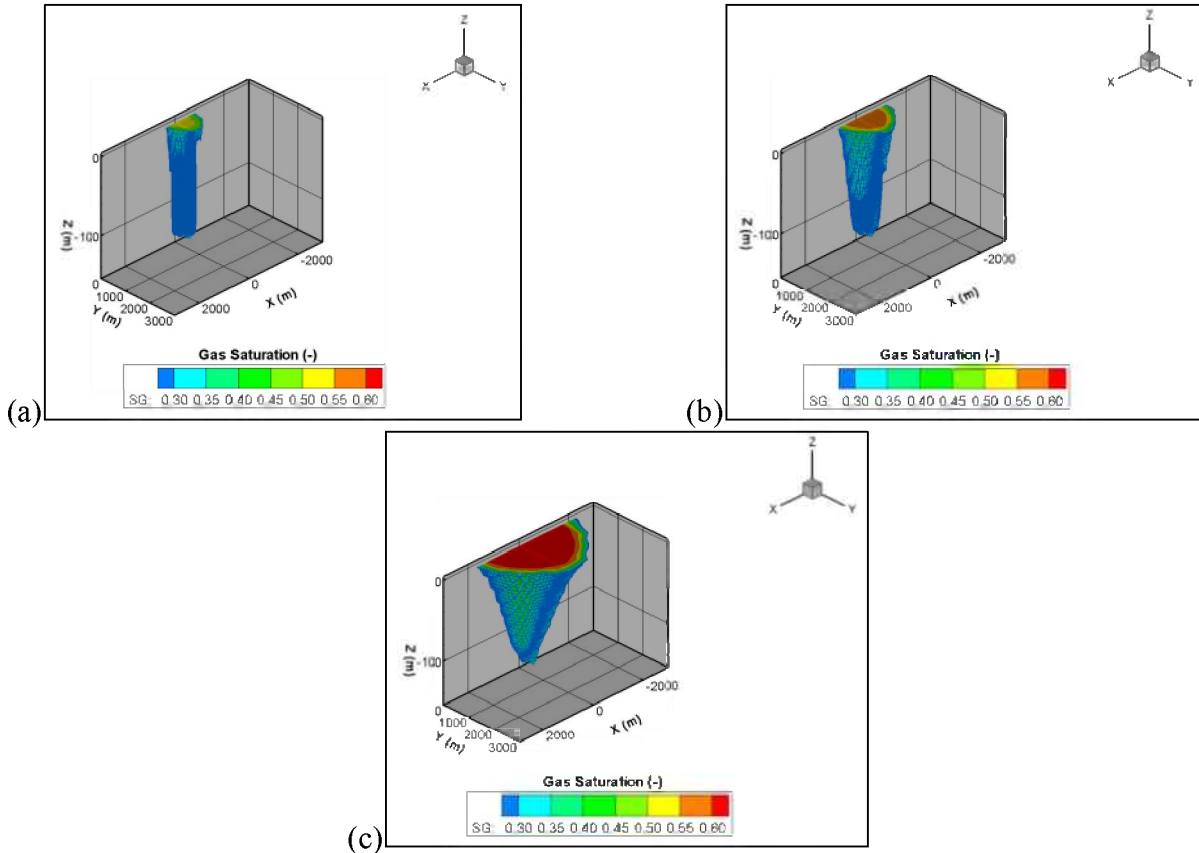 Z
X
Y
0
-100
Z (m)
0
1000
2000
3000
Y (m)
-2000
0
2000
X (m)
Gas Saturation (-)
SG: 0.30 0.35 0.40 0.45 0.50 0.55 0.60
(a)
Z
X
Y
0
-100
Z (m)
0
1000
2000
3000
Y (m)
-2000
0
2000
X (m)
Gas Saturation (-)
SG: 0.30 0.35 0.40 0.45 0.50 0.55 0.60
(b)
Z
X
Y
0
-100
Z (m)
0
1000
2000
3000
Y (m)
-2000
0
2000
X (m)
Gas Saturation (-)
SG: 0.30 0.35 0.40 0.45 0.50 0.55 0.60
(c)